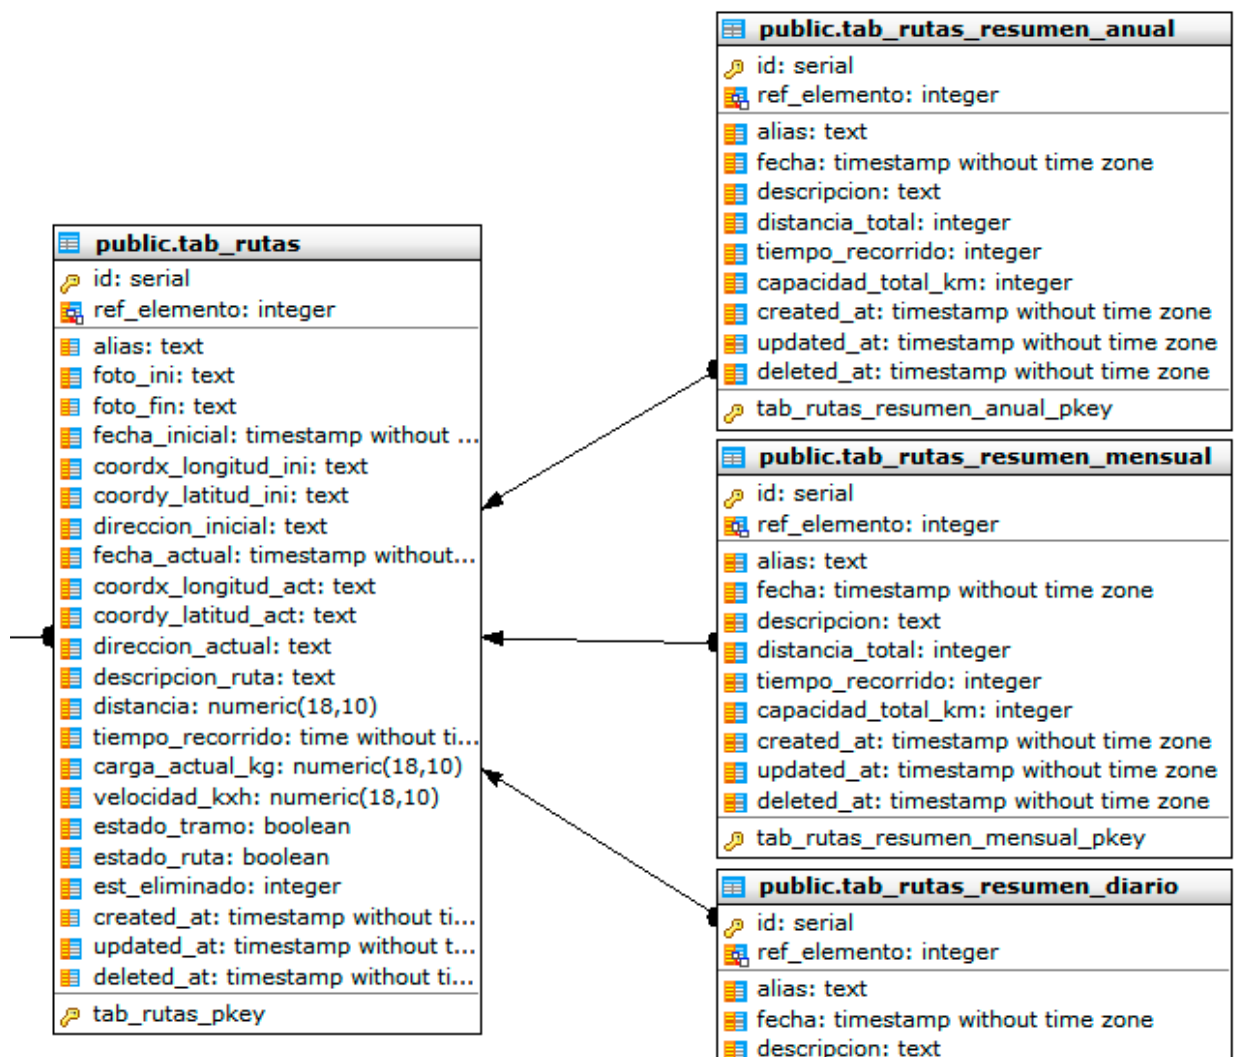 public.tab_rutas
id: serial
ref_elemento: integer
alias: text
foto_ini: text
foto_fin: text
fecha_inicial: timestamp without ...
coordx_longitud_ini: text
coordy_latitud_ini: text
direccion_inicial: text
fecha_actual: timestamp without...
coordx_longitud_act: text
coordy_latitud_act: text
direccion_actual: text
descripcion_ruta: text
distancia: numeric(18,10)
tiempo_recorrido: time without ti...
carga_actual_kg: numeric(18,10)
velocidad_kxh: numeric(18,10)
estado_tramo: boolean
estado_ruta: boolean
est_eliminado: integer
created_at: timestamp without ti...
updated_at: timestamp without t...
deleted_at: timestamp without ti...
tab_rutas_pkey
public.tab_rutas_resumen_anual
id: serial
ref_elemento: integer
alias: text
fecha: timestamp without time zone
descripcion: text
distancia_total: integer
tiempo_recorrido: integer
capacidad_total_km: integer
created_at: timestamp without time zone
updated_at: timestamp without time zone
deleted_at: timestamp without time zone
tab_rutas_resumen_anual_pkey
public.tab_rutas_resumen_mensual
id: serial
ref_elemento: integer
alias: text
fecha: timestamp without time zone
descripcion: text
distancia_total: integer
tiempo_recorrido: integer
capacidad_total_km: integer
created_at: timestamp without time zone
updated_at: timestamp without time zone
deleted_at: timestamp without time zone
tab_rutas_resumen_mensual_pkey
public.tab_rutas_resumen_diario
id: serial
ref_elemento: integer
alias: text
fecha: timestamp without time zone
descripcion: text